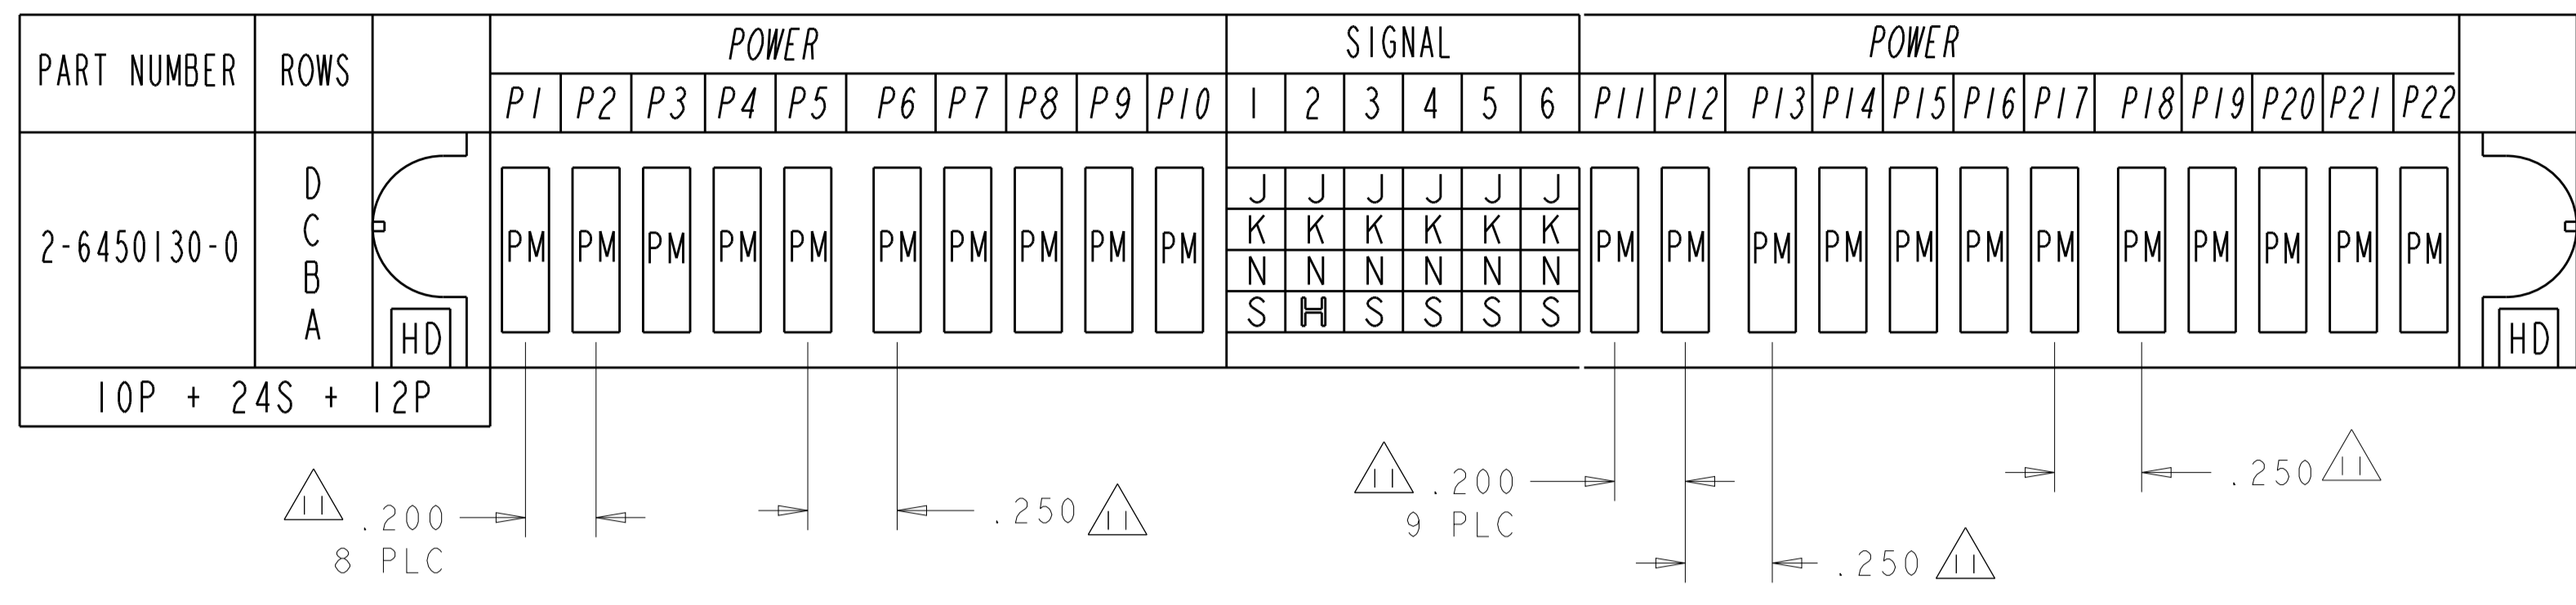 POWER SIGNAL POWER
PART NUMBER ROWS
P1 P2 P3 P4 P5 P6 P7 P8 P9 P10 1 2 3 4 5 6 P11 P12 P13 P14 P15 P16 P17 P18 P19 P20 P21 P22
D J J J J J J
C K K K K K K
2-6450130-0 PM PM PM PM PM PM PM PM PM PM PM PM PM PM PM PM PM PM PM PM PM PM
B N N N N N N
A S H S S S S
HD HD
10P + 24S + 12P
11 .200
8 PLC
.250 11
11 .200
9 PLC
.250 11
.250 11